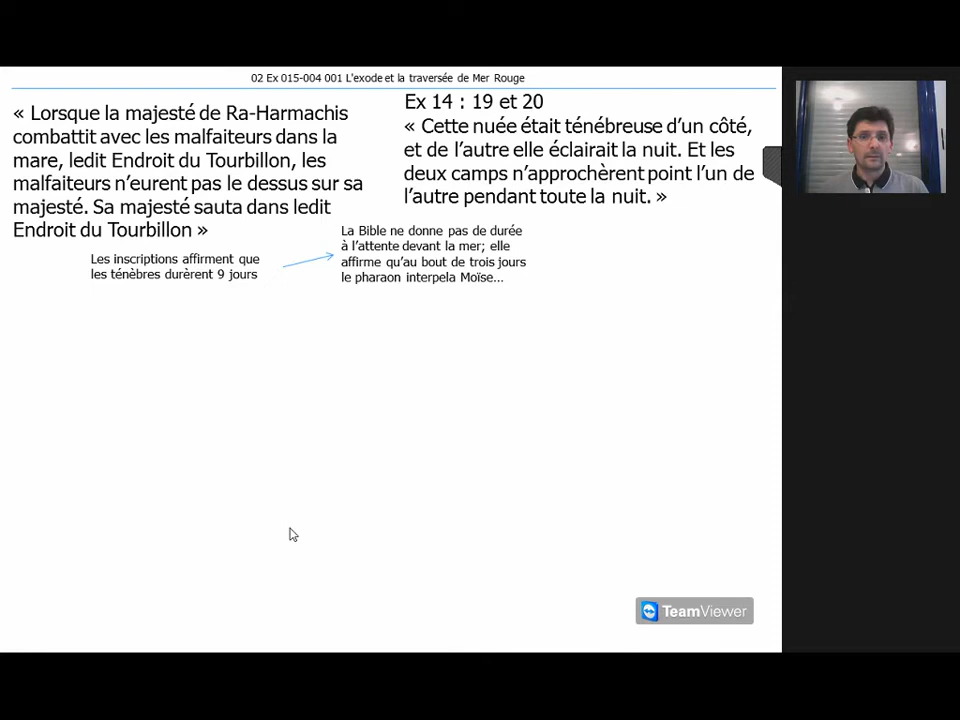 02 Ex 015-004 001 L'exode et la traversée de Mer Rouge
« Lorsque la majesté de Ra-Harmachis
combattit avec les malfaiteurs dans la
mare, ledit Endroit du Tourbillon, les
malfaiteurs n'eurent pas le dessus sur sa
majesté. Sa majesté sauta dans ledit
Endroit du Tourbillon »
Ex 14 : 19 et 20
« Cette nuée était ténébreuse d'un côté,
et de l'autre elle éclairait la nuit. Et les
deux camps n'approchèrent point l'un de
l'autre pendant toute la nuit. »
Les inscriptions affirment que
les ténèbres durèrent 9 jours
La Bible ne donne pas de durée
à l'attente devant la mer; elle
affirme qu'au bout de trois jours
le pharaon interpela Moïse...
TeamViewer